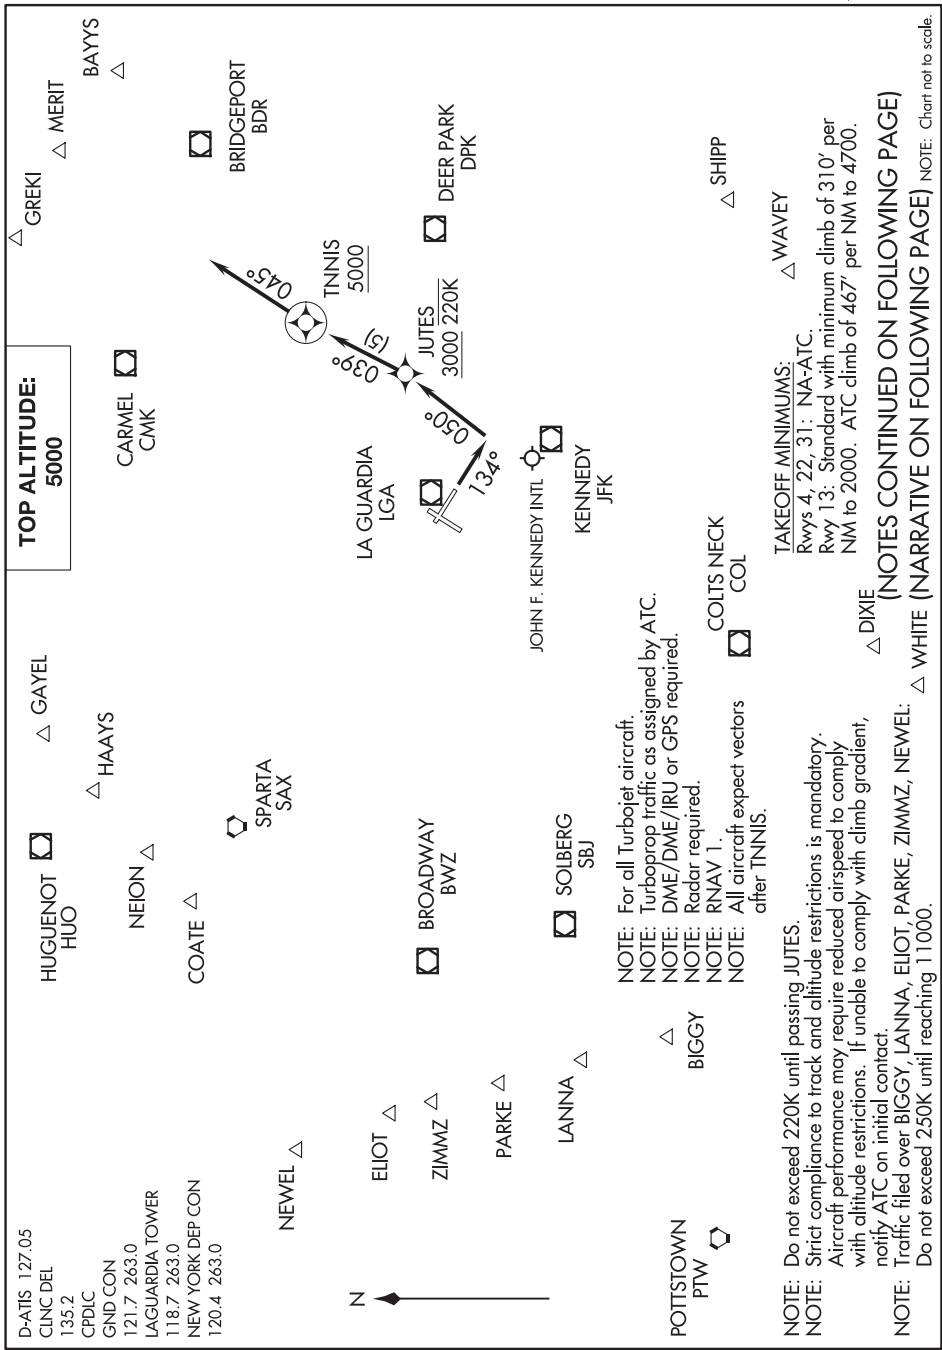 D-ATIS 127.05
CLNC DEL
135.2
CPDLC
GND CON
121.7 263.0
LAGUARDIA TOWER
118.7 263.0
NEW YORK DEP CON
120.4 263.0
TOP ALTITUDE:
5000
HUGUENOT
HUO
GAYEL
HAAYS
NEION
COATE
SPARTA
SAX
GREKI
MERIT
BAYYS
CARMEL
CMK
BRIDGEPORT
BDR
045°
TNNIS
5000
(5)
039°
JUTES
3000 220K
050°
134°
DEER PARK
DPK
LA GUARDIA
LGA
JOHN F. KENNEDY INTL
KENNEDY
JFK
NEWEL
ELIOT
ZIMMZ
PARKE
LANNA
BIGGY
BROADWAY
BWZ
SOLBERG
SBJ
N
POTTSTOWN
PTW
COLTS NECK
COL
SHIPP
WAVEY
DIXIE
WHITE
NOTE: For all Turbojet aircraft.
NOTE: Turboprop traffic as assigned by ATC.
NOTE: DME/DME/IRU or GPS required.
NOTE: Radar required.
NOTE: RNAV 1.
NOTE: All aircraft expect vectors
after TNNIS.
NOTE: Do not exceed 220K until passing JUTES.
NOTE: Strict compliance to track and altitude restrictions is mandatory.
Aircraft performance may require reduced airspeed to comply
with altitude restrictions. If unable to comply with climb gradient,
notify ATC on initial contact.
NOTE: Traffic filed over BIGGY, LANNA, ELIOT, PARKE, ZIMMZ, NEWEL:
Do not exceed 250K until reaching 11000.
TAKEOFF MINIMUMS:
Rwys 4, 22, 31: NA-ATC.
Rwy 13: Standard with minimum climb of 310' per
NM to 2000. ATC climb of 467' per NM to 4700.
(NOTES CONTINUED ON FOLLOWING PAGE)
(NARRATIVE ON FOLLOWING PAGE)
NOTE: Chart not to scale.